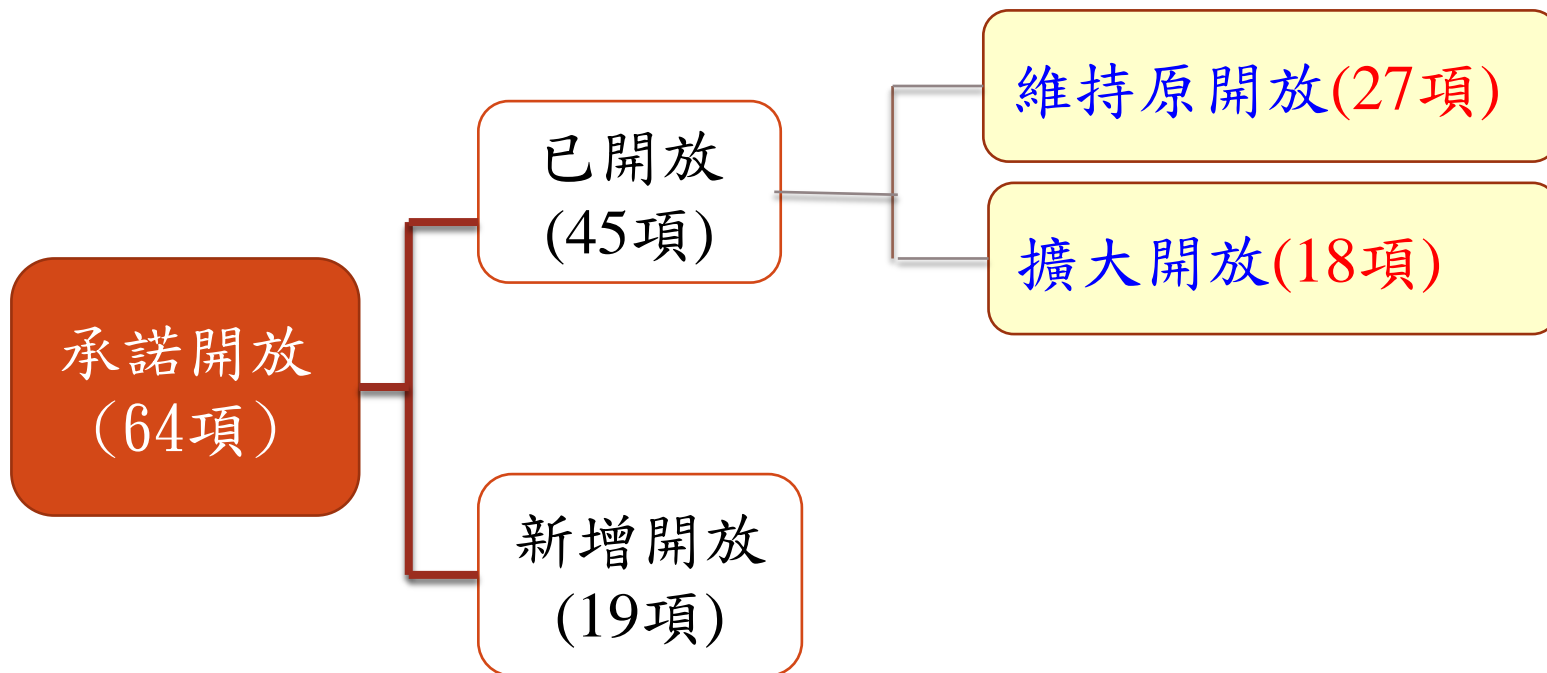 承諾開放
（64項）
已開放
(45項)
維持原開放(27項)
擴大開放(18項)
新增開放
(19項)